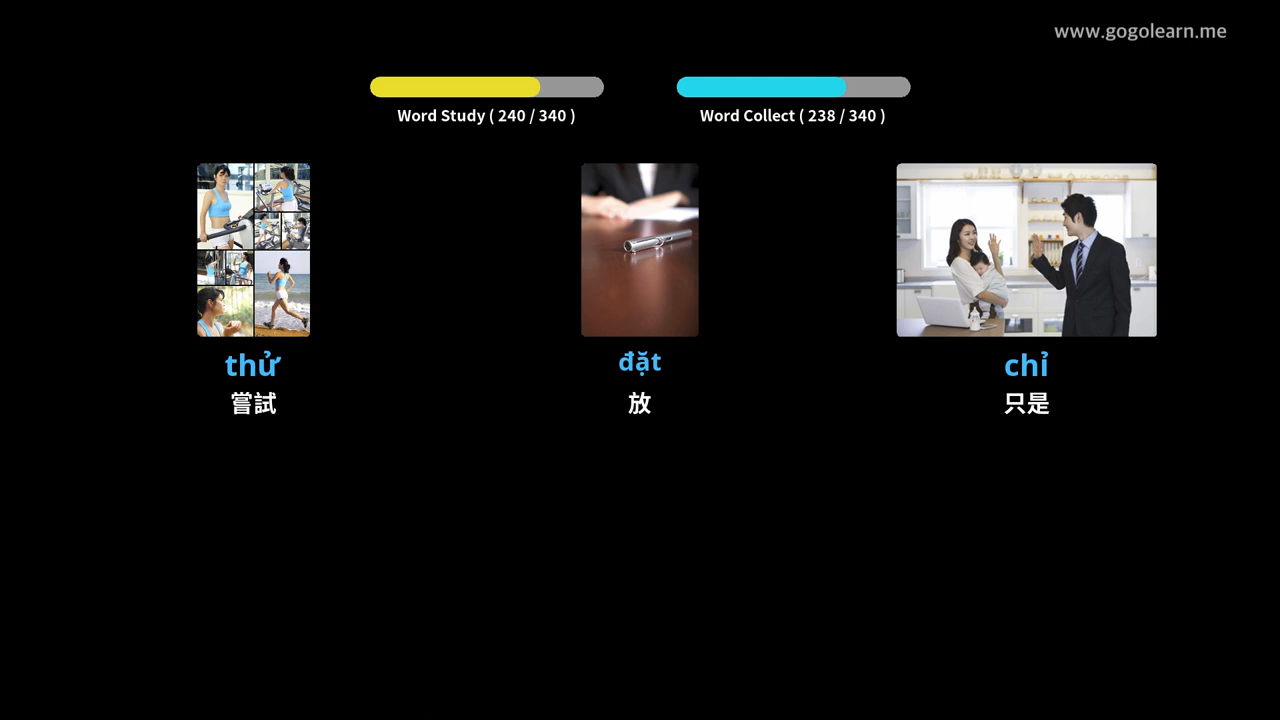 www.gogolearn.me
Word Study ( 240 / 340 )
Word Collect ( 238 / 340 )
thử
đặt
chỉ
嘗試
放
只是